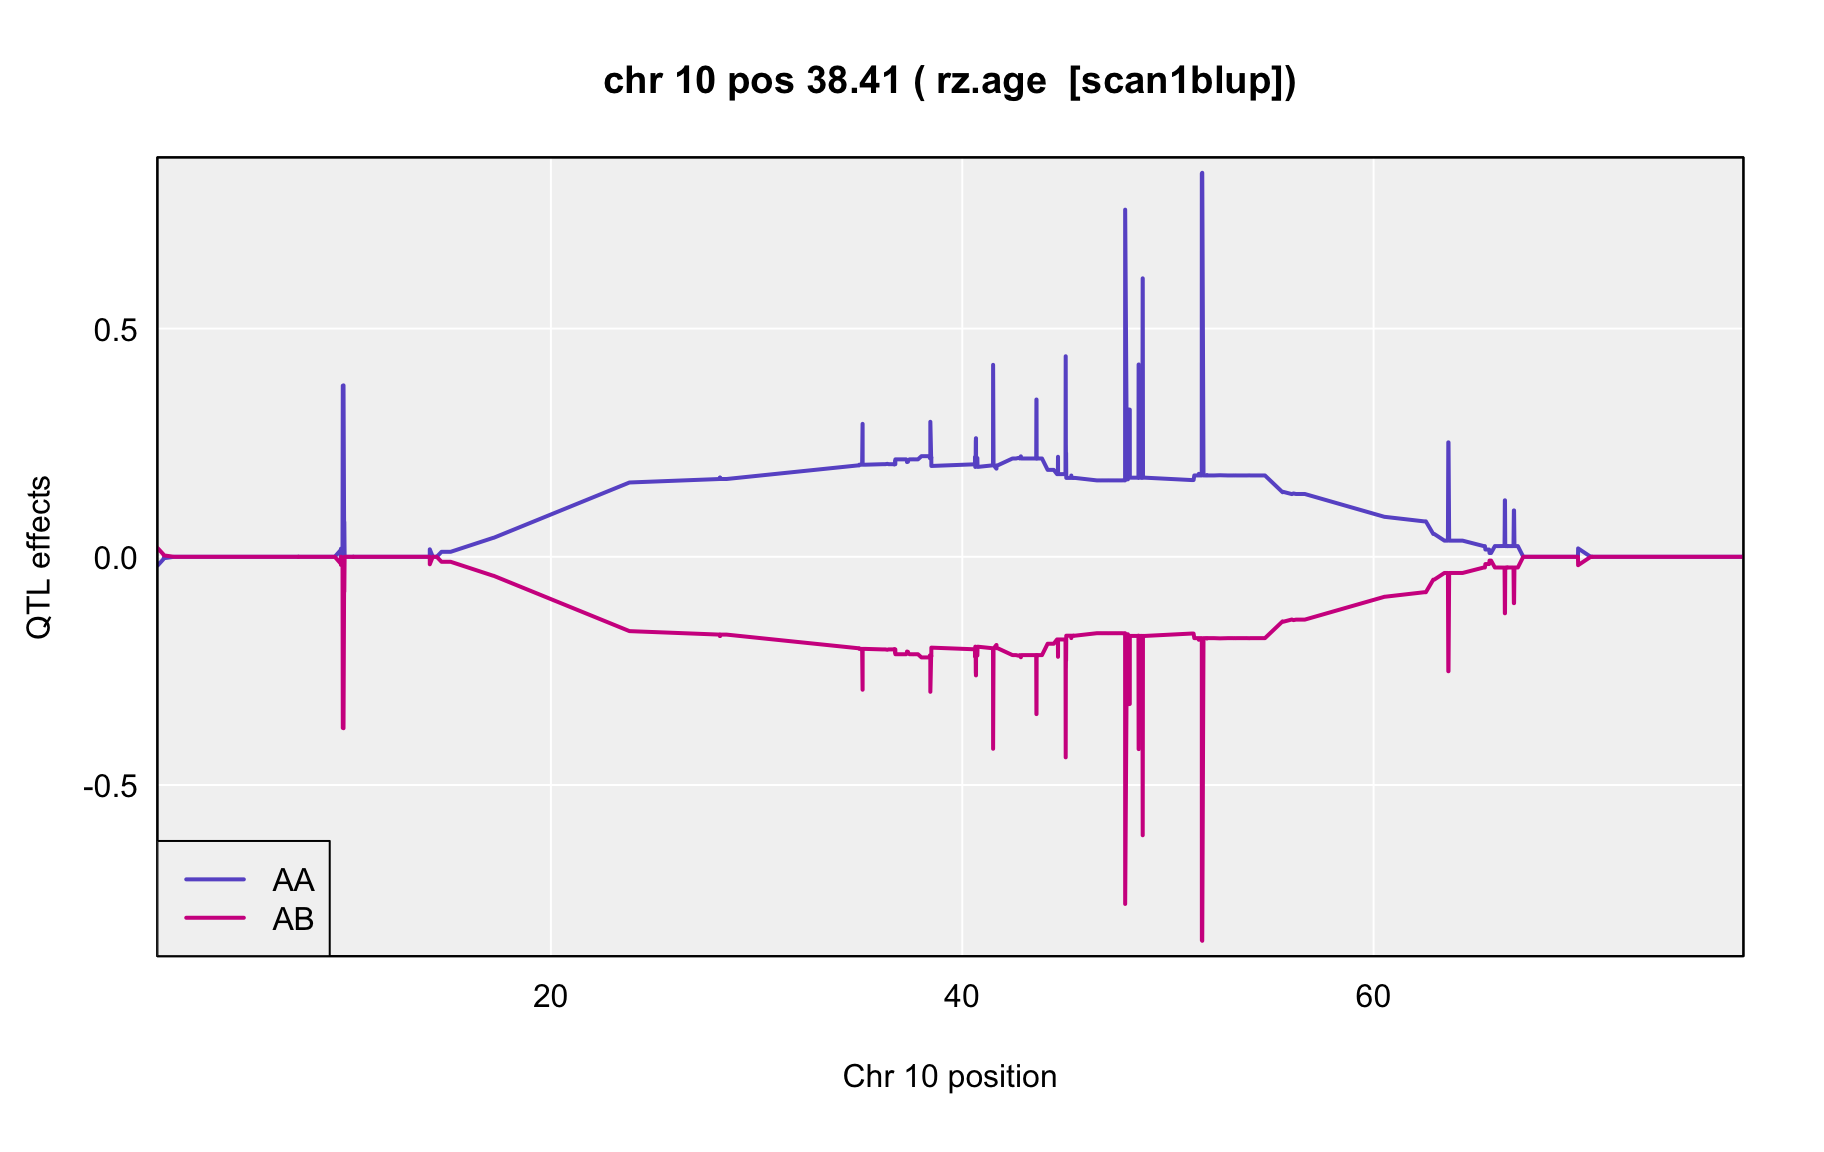 chr 10 pos 38.41 ( rz.age  [scan1blup])
QTL effects
0.5
0.0
-0.5
AA
AB
20 40 60
Chr 10 position